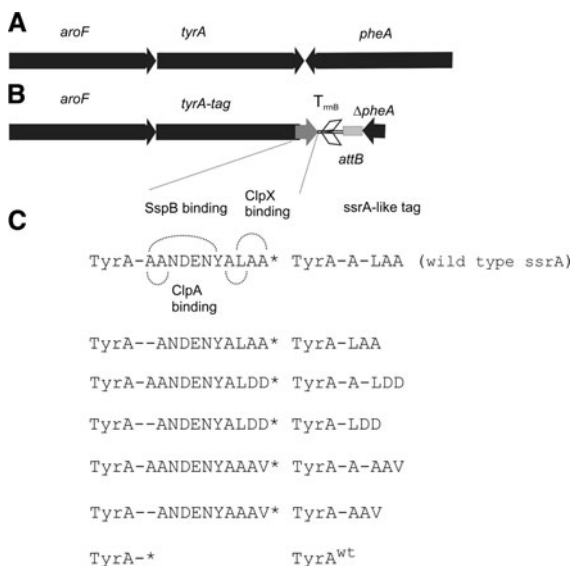 A
aroF tyrA pheA
B
aroF tyrA-tag TrrnB ΔpheA
attB
SspB binding ClpX binding ssrA-like tag
C
TyrA-AANDENYALAA* TyrA-A-LAA (wild type ssrA)
ClpA binding
TyrA--ANDENYALAA* TyrA-LAA
TyrA-AANDENYALDD* TyrA-A-LDD
TyrA--ANDENYALDD* TyrA-LDD
TyrA-AANDENYAAAV* TyrA-A-AAV
TyrA--ANDENYAAAV* TyrA-AAV
TyrA-* TyrAwt